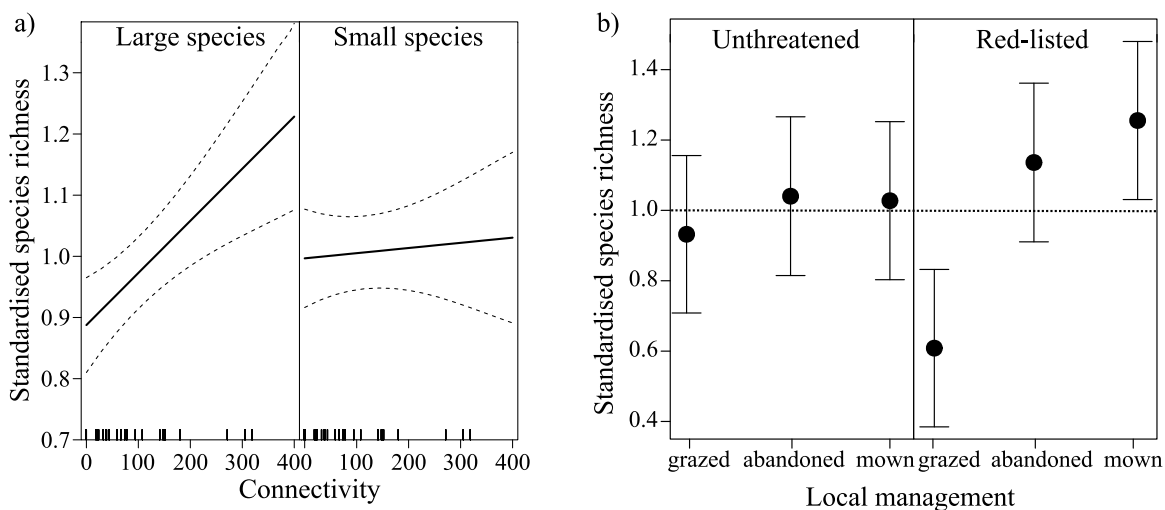 a)
Large species
Small species
Standardised species richness
1.3
1.2
1.1
1.0
0.9
0.8
0.7
0 100 200 300 400 0 100 200 300 400
Connectivity
b)
Unthreatened
Red-listed
Standardised species richness
1.4
1.2
1.0
0.8
0.6
0.4
grazed abandoned mown grazed abandoned mown
Local management